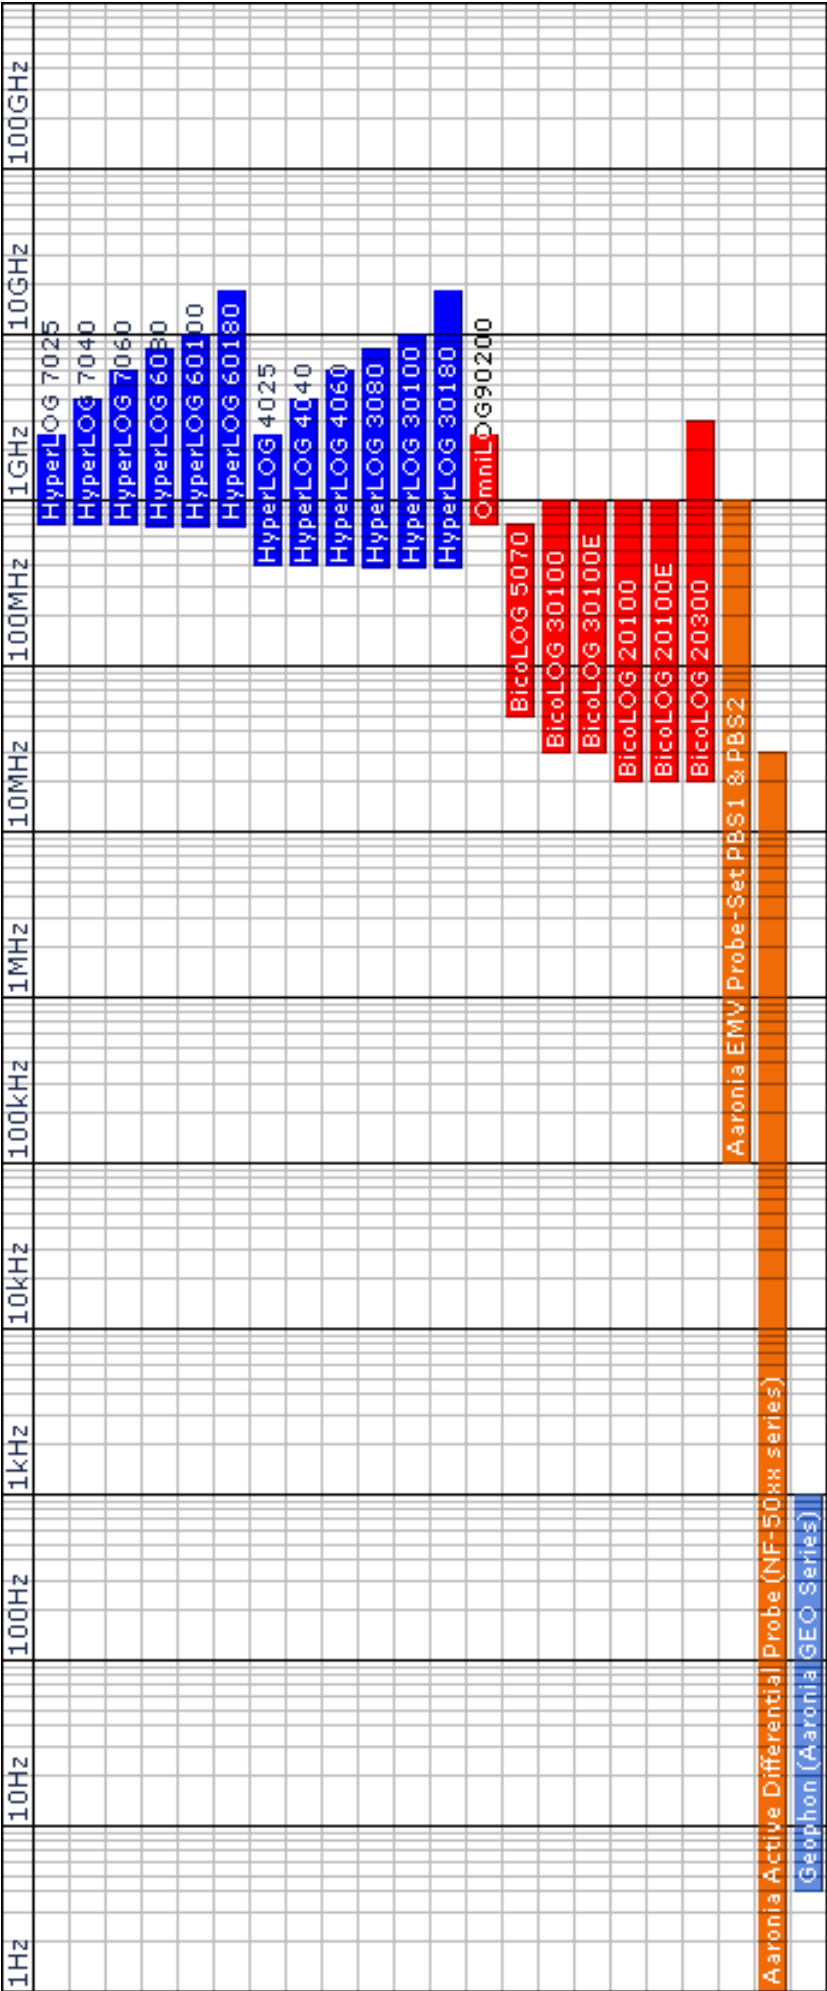 1Hz
10Hz
100Hz
1kHz
10kHz
100kHz
1MHz
10MHz
100MHz
1GHz
10GHz
100GHz
HyperLOG 7025
HyperLOG 7040
HyperLOG 7060
HyperLOG 6080
HyperLOG 60100
HyperLOG 60180
HyperLOG 4025
HyperLOG 4040
HyperLOG 4060
HyperLOG 3080
HyperLOG 30100
HyperLOG 30180
OmniLOG90200
BicoLOG 5070
BicoLOG 30100
BicoLOG 30100E
BicoLOG 20100
BicoLOG 20100E
BicoLOG 20300
Aaronia EMV Probe-Set PBS1 & PBS2
Aaronia Active Differential Probe (NF-50xx series)
Geophon (Aaronia GEO Series)